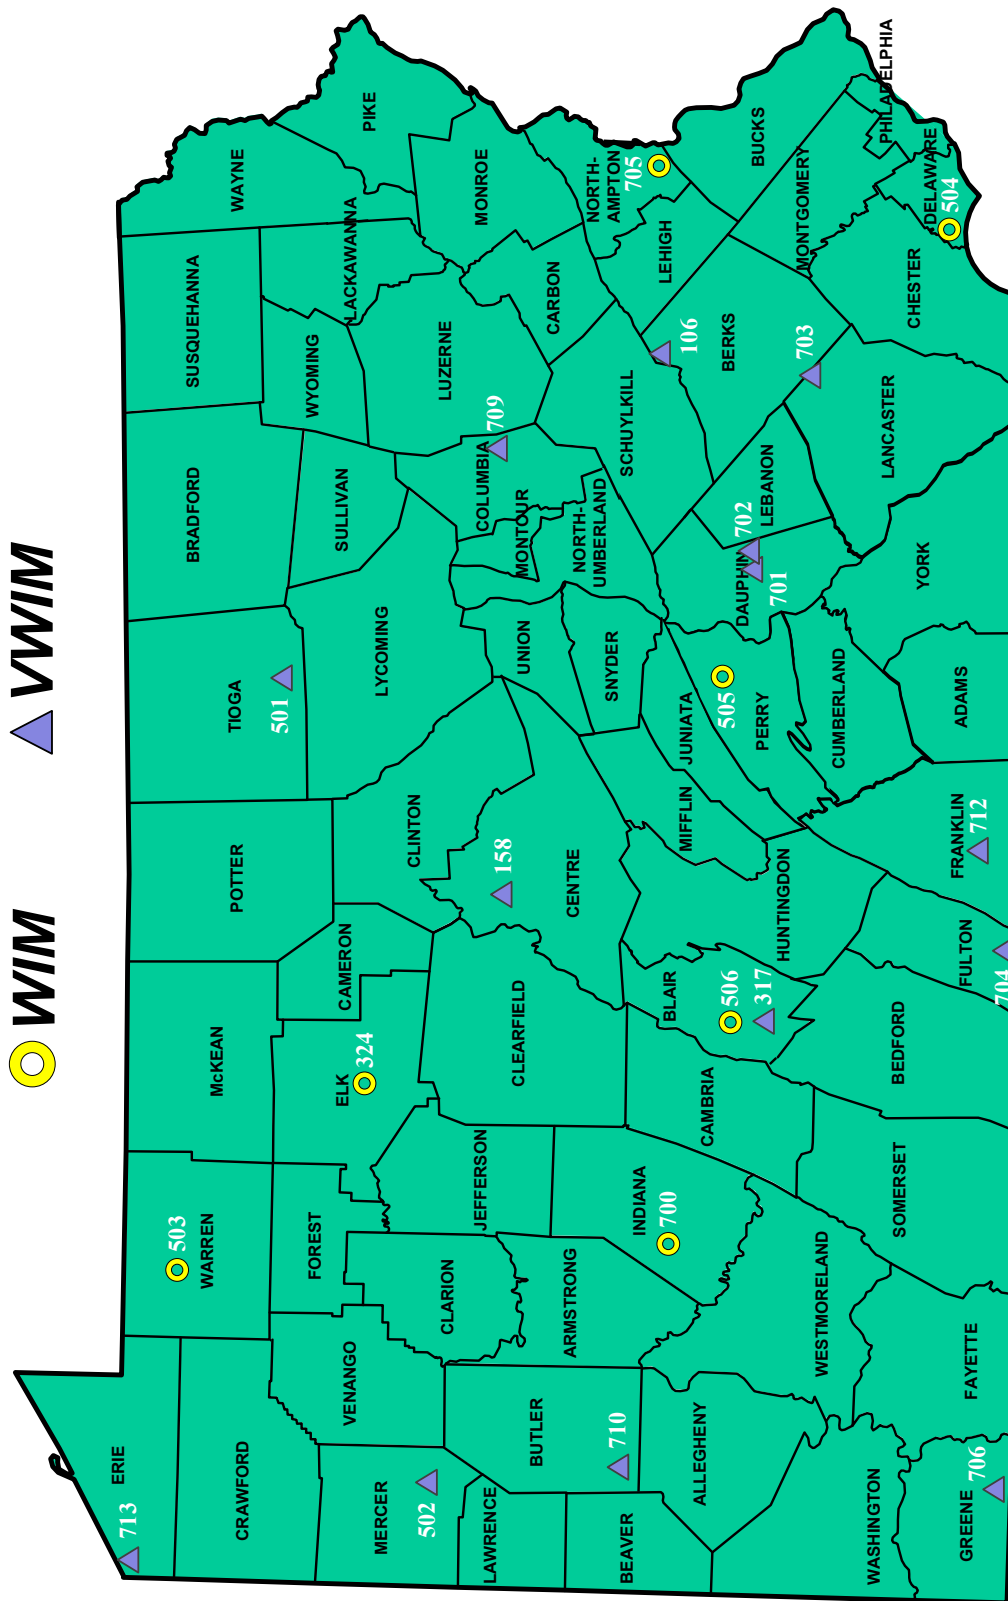 WIM
VWIM
ERIE
713
CRAWFORD
WARREN
503
McKEAN
POTTER
TIOGA
501
BRADFORD
SUSQUEHANNA
WAYNE
MERCER
502
VENANGO
FOREST
ELK
324
CAMERON
CLINTON
LYCOMING
SULLIVAN
WYOMING
LACKAWANNA
PIKE
LAWRENCE
BUTLER
710
CLARION
JEFFERSON
CLEARFIELD
CENTRE
158
UNION
MONTOUR
COLUMBIA
709
LUZERNE
MONROE
BEAVER
ARMSTRONG
INDIANA
700
CAMBRIA
BLAIR
506
317
HUNTINGDON
MIFFLIN
JUNIATA
SNYDER
NORTH-
UMBERLAND
SCHUYLKILL
CARBON
NORTH-
AMPTON
705
LEHIGH
106
ALLEGHENY
WESTMORELAND
PERRY
505
DAUPHIN
701
702
LEBANON
BERKS
703
BUCKS
MONTGOMERY
PHILADELPHIA
WASHINGTON
SOMERSET
BEDFORD
FULTON
704
FRANKLIN
712
CUMBERLAND
ADAMS
YORK
LANCASTER
CHESTER
DELAWARE
504
GREENE
706
FAYETTE